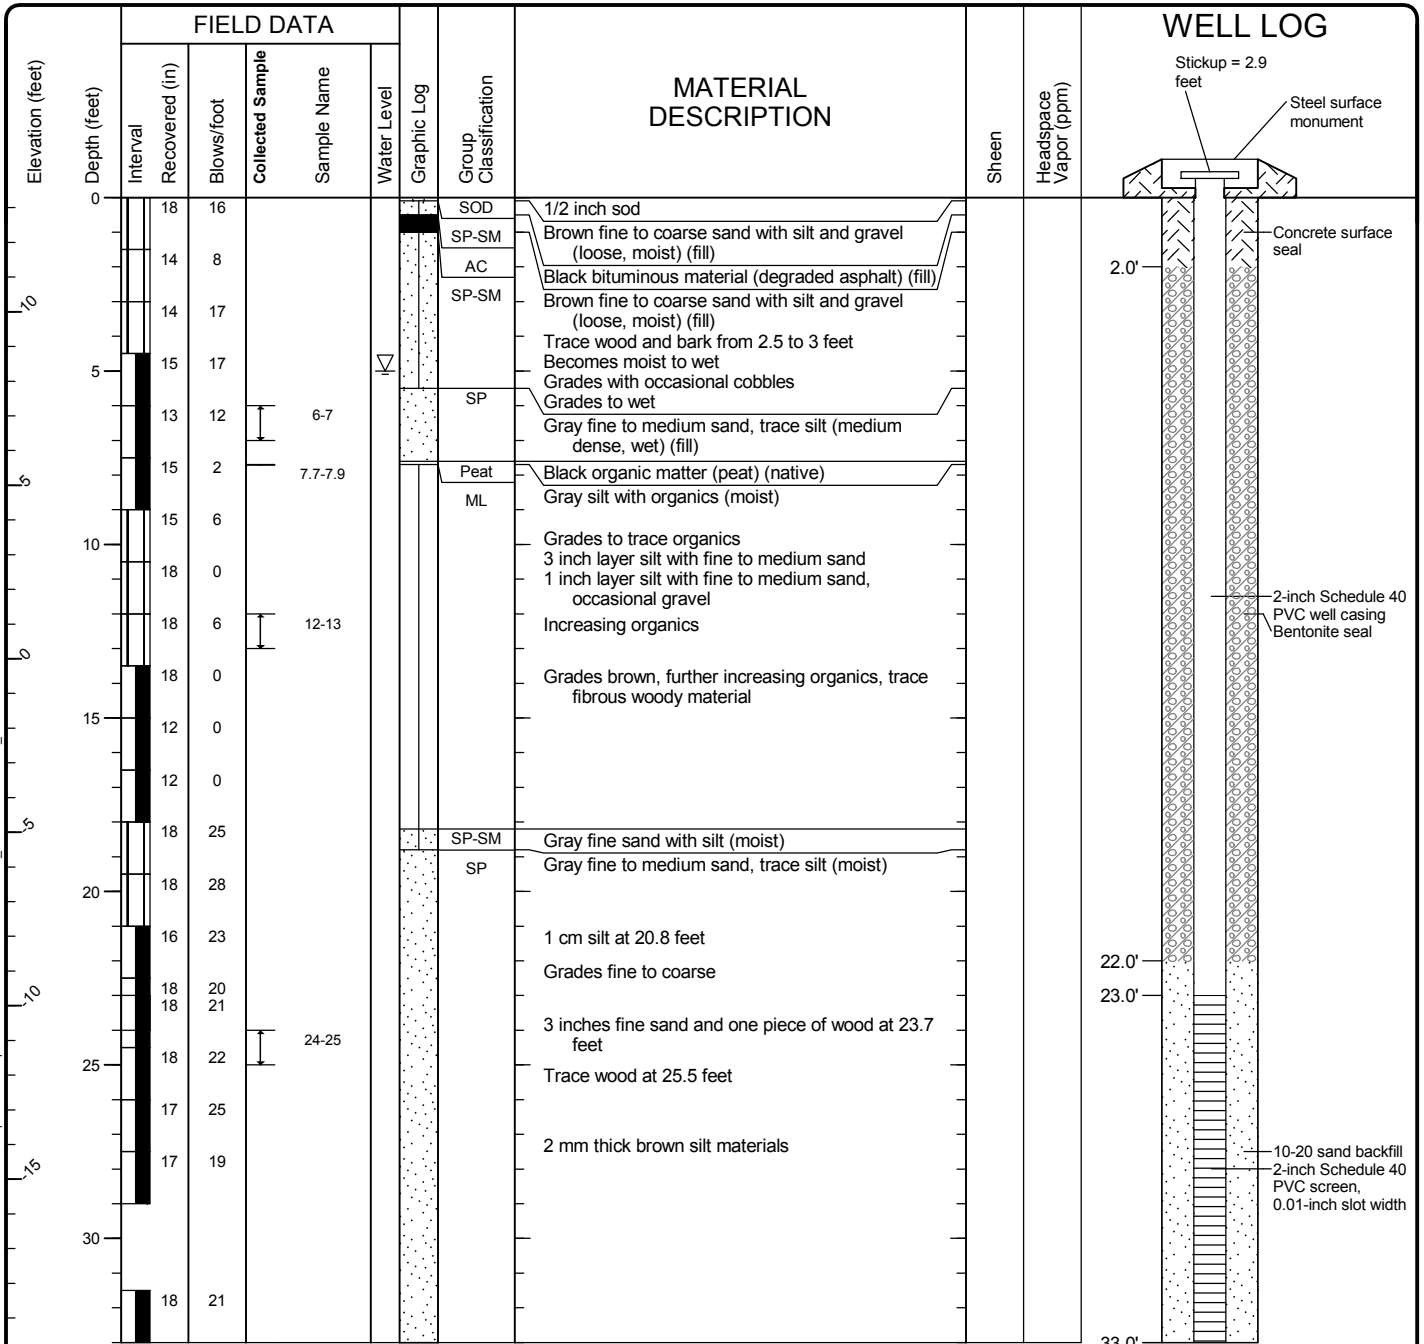 FIELD DATA
WELL LOG
Elevation (feet)
Depth (feet)
Interval
Recovered (in)
Blows/foot
Collected Sample
Sample Name
Water Level
Graphic Log
Group
Classification
MATERIAL
DESCRIPTION
Sheen
Headspace
Vapor (ppm)
Stickup = 2.9
feet
Steel surface
monument
0
18 16
SOD
1/2 inch sod
SP-SM
Brown fine to coarse sand with silt and gravel
(loose, moist) (fill)
Concrete surface
seal
14 8
AC
Black bituminous material (degraded asphalt) (fill)
2.0'
SP-SM
Brown fine to coarse sand with silt and gravel
(loose, moist) (fill)
10
14 17
Trace wood and bark from 2.5 to 3 feet
15 17
Becomes moist to wet
5
Grades with occasional cobbles
SP
Grades to wet
13 12 6-7
Gray fine to medium sand, trace silt (medium
dense, wet) (fill)
15 2 7.7-7.9
Peat
Black organic matter (peat) (native)
5
ML
Gray silt with organics (moist)
15 6
Grades to trace organics
10
3 inch layer silt with fine to medium sand
18 0
1 inch layer silt with fine to medium sand,
occasional gravel
2-inch Schedule 40
PVC well casing
Bentonite seal
18 6 12-13
Increasing organics
0
18 0
Grades brown, further increasing organics, trace
fibrous woody material
15
12 0
12 0
-5
18 25
SP-SM
Gray fine sand with silt (moist)
SP
Gray fine to medium sand, trace silt (moist)
18 28
20
16 23
1 cm silt at 20.8 feet
22.0'
Grades fine to coarse
18 20
23.0'
-10
18 21
3 inches fine sand and one piece of wood at 23.7
feet
24-25
18 22
25
Trace wood at 25.5 feet
17 25
2 mm thick brown silt materials
10-20 sand backfill
17 19
-15
2-inch Schedule 40
PVC screen,
0.01-inch slot width
30
18 21
33.0'